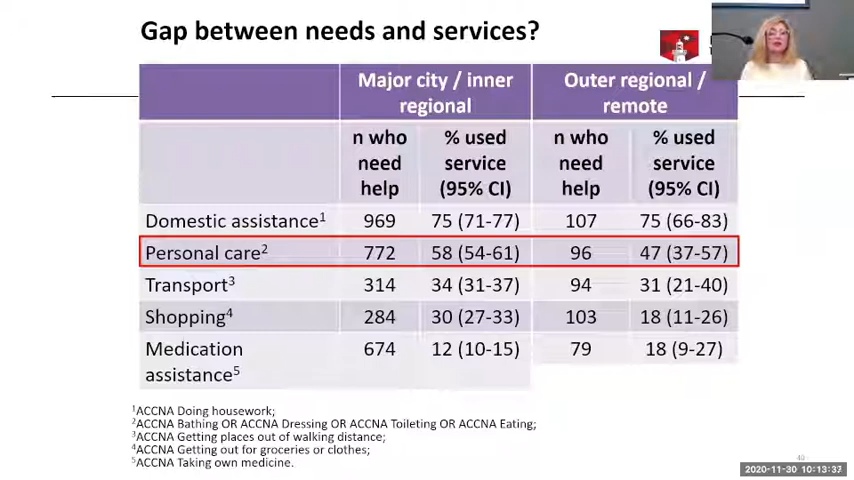 Gap between needs and services?
Major city / inner regional
Outer regional / remote
n who need help
% used service (95% CI)
n who need help
% used service (95% CI)
Domestic assistance¹ 969 75 (71-77) 107 75 (66-83)
Personal care² 772 58 (54-61) 96 47 (37-57)
Transport³ 314 34 (31-37) 94 31 (21-40)
Shopping⁴ 284 30 (27-33) 103 18 (11-26)
Medication assistance⁵ 674 12 (10-15) 79 18 (9-27)
¹ACCNA Doing housework;
²ACCNA Bathing OR ACCNA Dressing OR ACCNA Toileting OR ACCNA Eating;
³ACCNA Getting places out of walking distance;
⁴ACCNA Getting out for groceries or clothes;
⁵ACCNA Taking own medicine.
2020-11-30 10:13:37